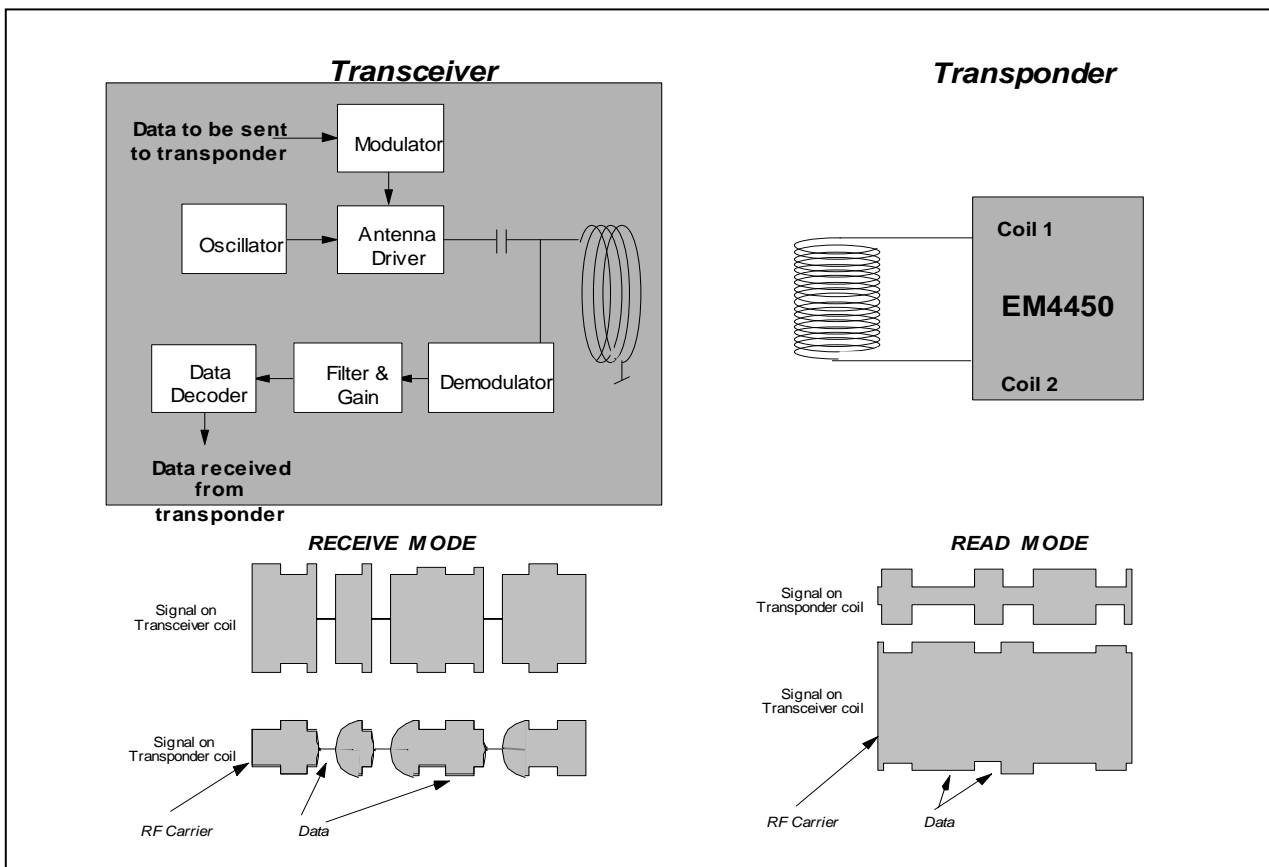 Transceiver
Transponder
Data to be sent
to transponder
Modulator
Oscillator
Antenna
Driver
Coil 1
EM4450
Coil 2
Data
Decoder
Filter &
Gain
Demodulator
Data received
from
transponder
RECEIVE MODE
READ MODE
Signal on
Transceiver coil
Signal on
Transponder coil
RF Carrier
Data
Signal on
Transponder coil
Signal on
Transceiver coil
RF Carrier
Data